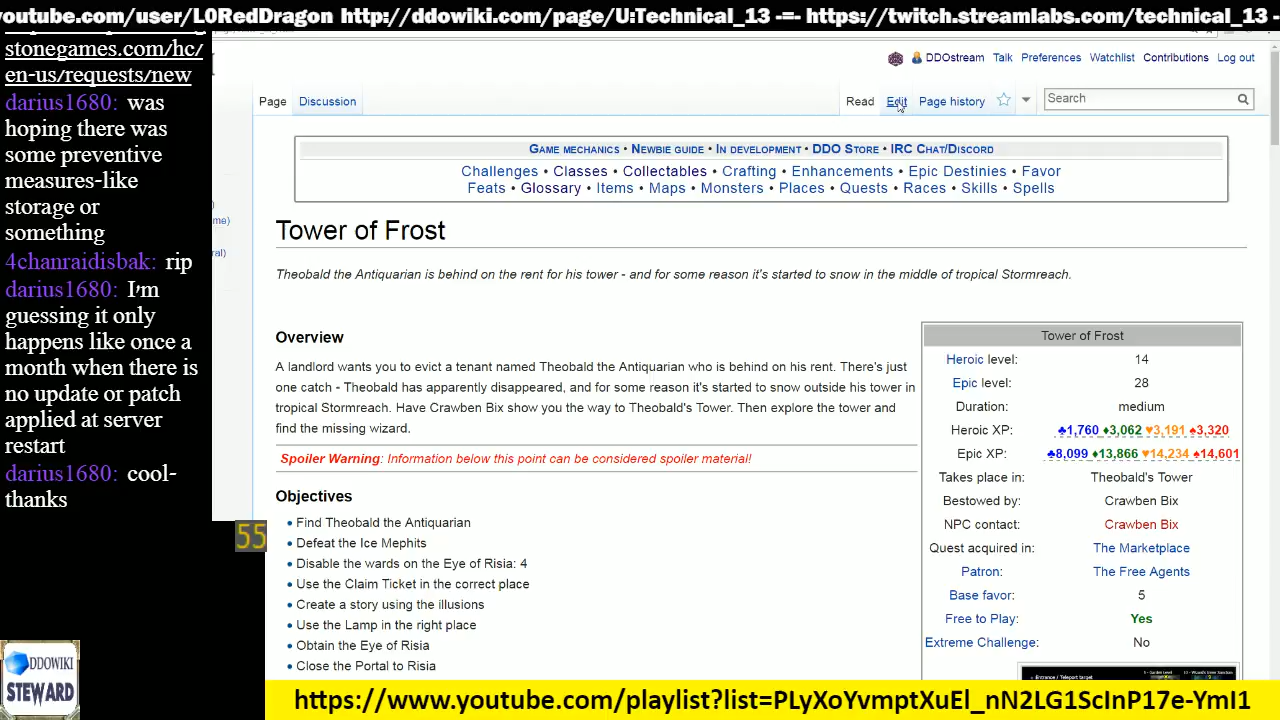 youtube.com/user/L0RedDragon http://ddowiki.com/page/U:Technical_13 -=- https://twitch.streamlabs.com/technical_13 -
stonegames.com/hc/
en-us/requests/new
darius1680: was
hoping there was
some preventive
measures-like
storage or
something
4chanraidisbak: rip
darius1680: I'm
guessing it only
happens like once a
month when there is
no update or patch
applied at server
restart
darius1680: cool-
thanks
55
DDOWIKI
STEWARD
DDOstream Talk Preferences Watchlist Contributions Log out
Page Discussion Read Edit Page history Search
Game mechanics • Newbie guide • In development • DDO Store • IRC Chat/Discord
Challenges • Classes • Collectables • Crafting • Enhancements • Epic Destinies • Favor
Feats • Glossary • Items • Maps • Monsters • Places • Quests • Races • Skills • Spells
Tower of Frost
Theobald the Antiquarian is behind on the rent for his tower - and for some reason it's started to snow in the middle of tropical Stormreach.
Overview
A landlord wants you to evict a tenant named Theobald the Antiquarian who is behind on his rent. There's just
one catch - Theobald has apparently disappeared, and for some reason it's started to snow outside his tower in
tropical Stormreach. Have Crawben Bix show you the way to Theobald's Tower. Then explore the tower and
find the missing wizard.
Spoiler Warning: Information below this point can be considered spoiler material!
Objectives
• Find Theobald the Antiquarian
• Defeat the Ice Mephits
• Disable the wards on the Eye of Risia: 4
• Use the Claim Ticket in the correct place
• Create a story using the illusions
• Use the Lamp in the right place
• Obtain the Eye of Risia
• Close the Portal to Risia
Tower of Frost
Heroic level: 14
Epic level: 28
Duration: medium
Heroic XP: ♣1,760 ♦3,062 ♥3,191 ♠3,320
Epic XP: ♣8,099 ♦13,866 ♥14,234 ♠14,601
Takes place in: Theobald's Tower
Bestowed by: Crawben Bix
NPC contact: Crawben Bix
Quest acquired in: The Marketplace
Patron: The Free Agents
Base favor: 5
Free to Play: Yes
Extreme Challenge: No
https://www.youtube.com/playlist?list=PLyXoYvmptXuEl_nN2LG1ScInP17e-YmI1